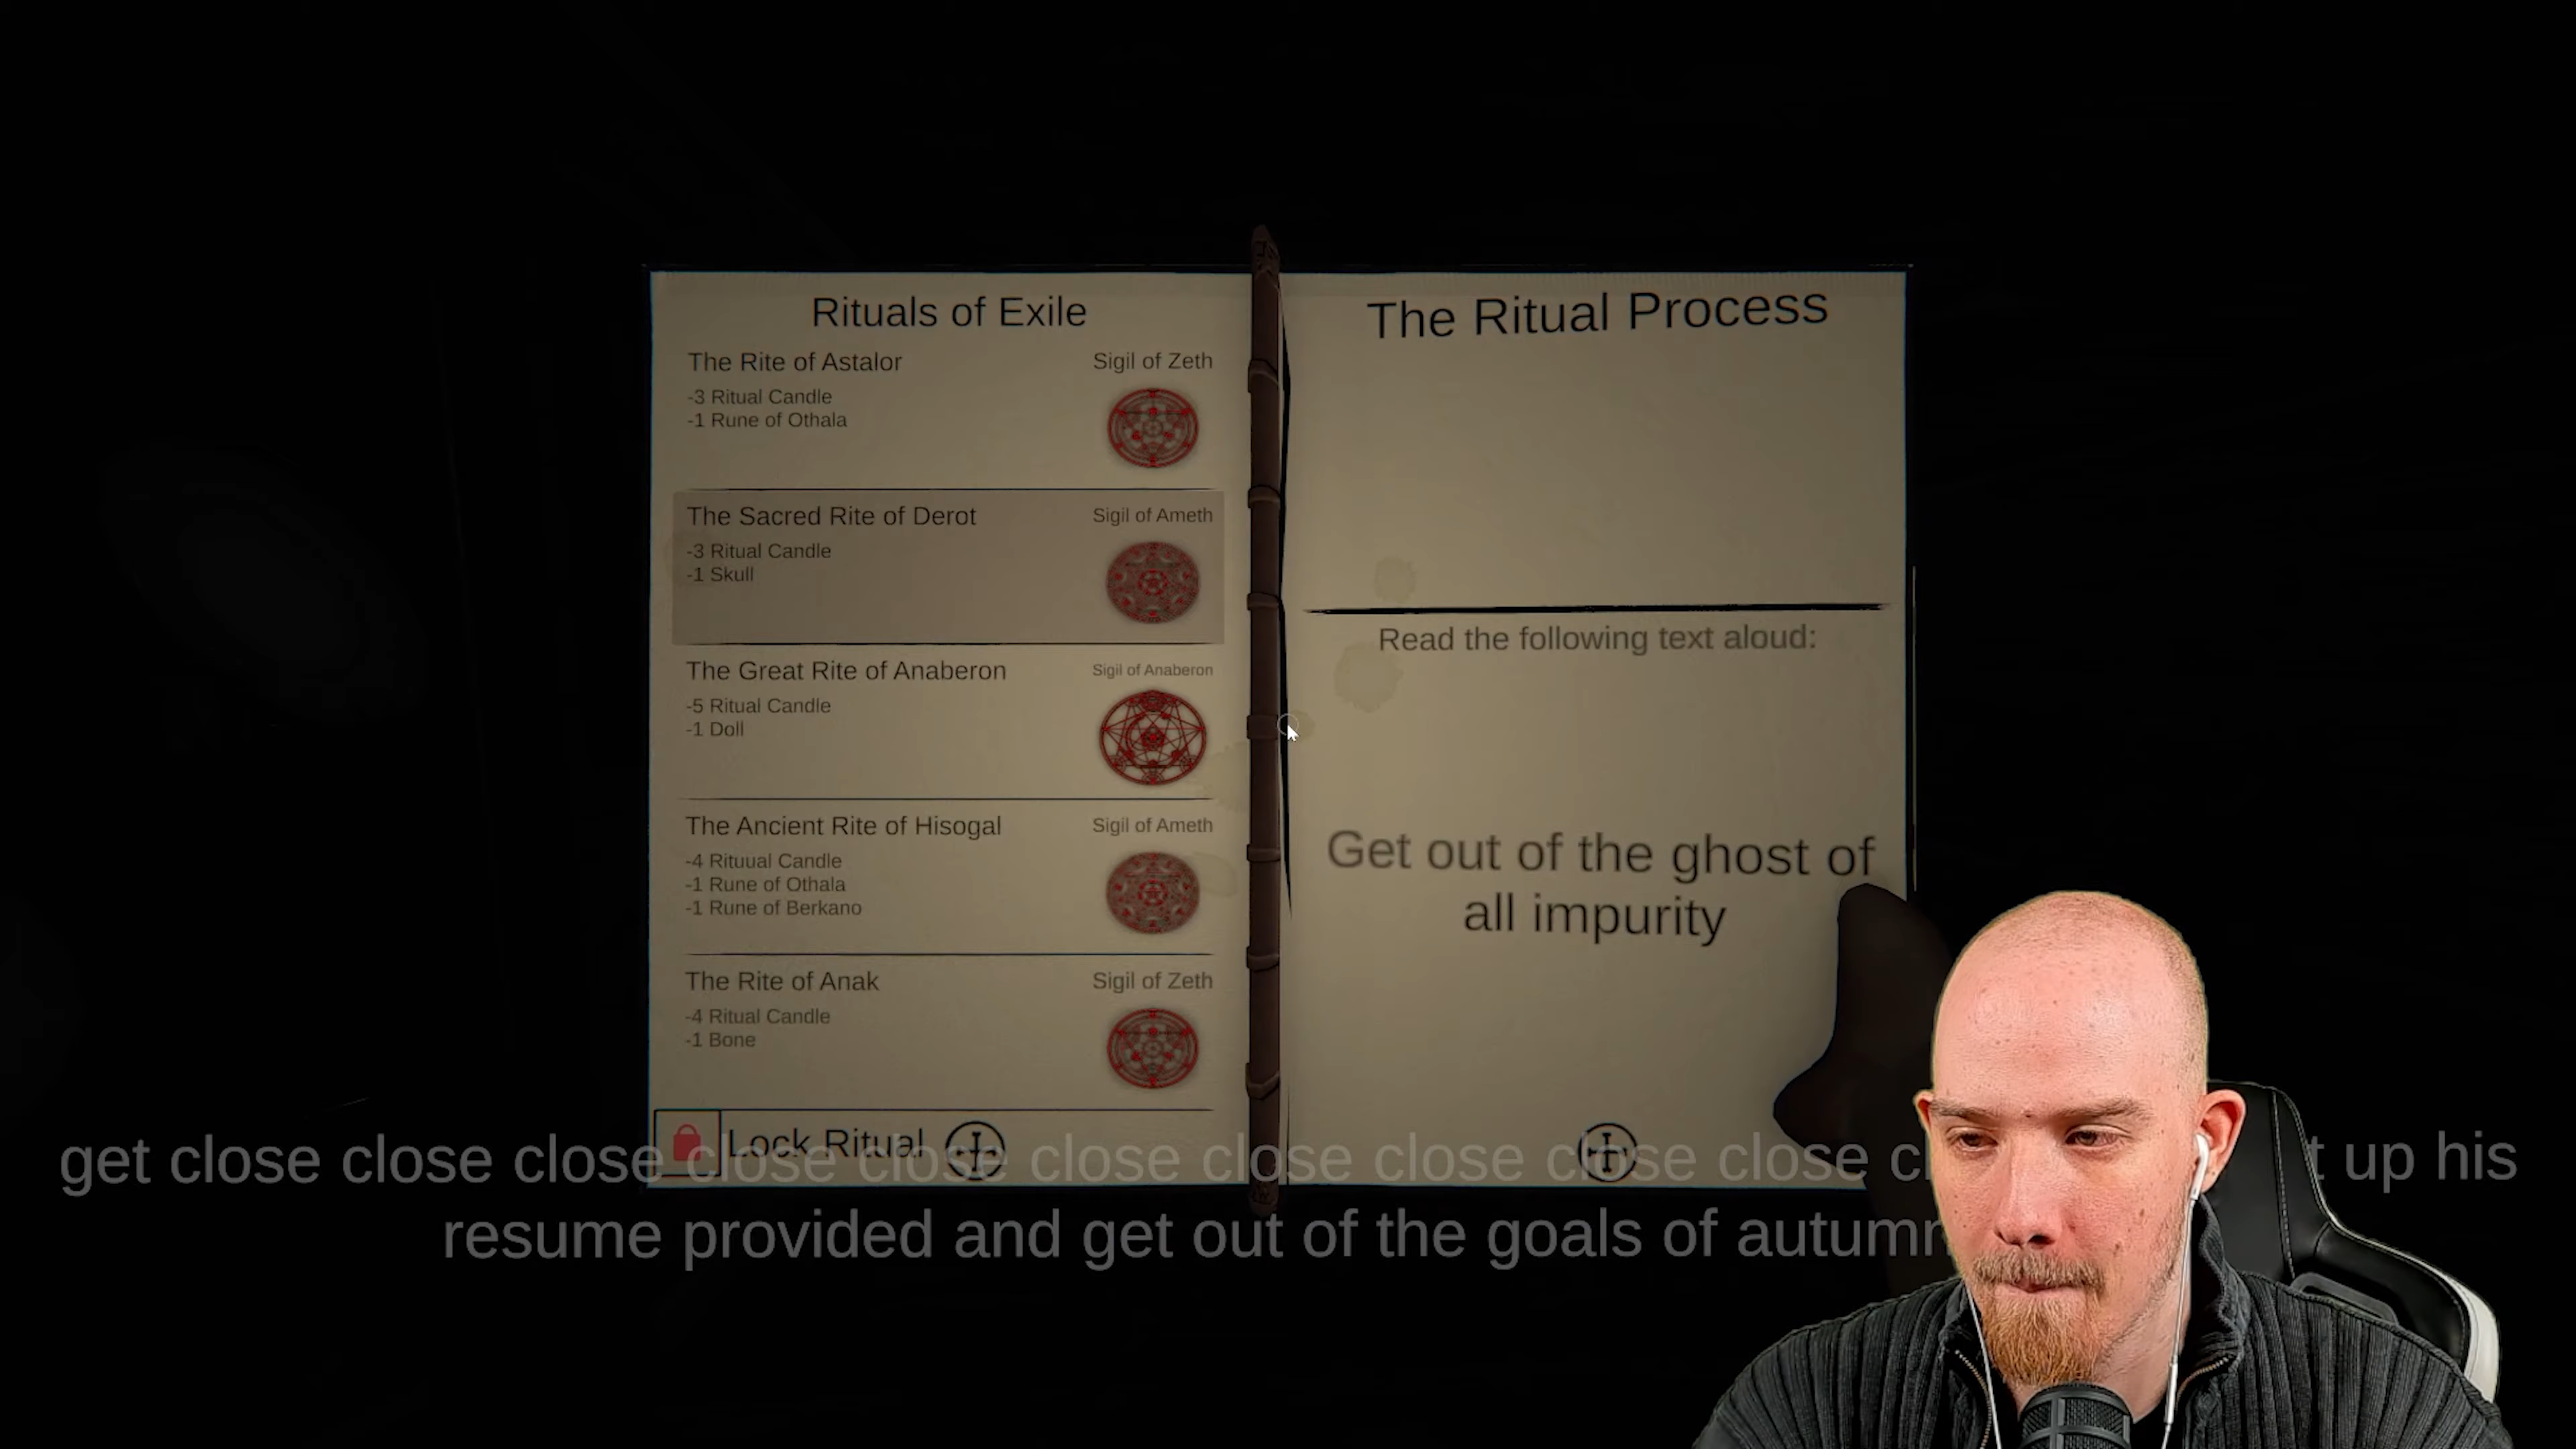 Rituals of Exile
The Rite of Astalor
Sigil of Zeth
-3 Ritual Candle
-1 Rune of Othala
The Sacred Rite of Derot
Sigil of Ameth
-3 Ritual Candle
-1 Skull
The Great Rite of Anaberon
Sigil of Anaberon
-5 Ritual Candle
-1 Doll
The Ancient Rite of Hisogal
Sigil of Ameth
-4 Rituual Candle
-1 Rune of Othala
-1 Rune of Berkano
The Rite of Anak
Sigil of Zeth
-4 Ritual Candle
-1 Bone
Lock Ritual
The Ritual Process
Read the following text aloud:
Get out of the ghost of
all impurity
get close close close close close close close close close close up his
resume provided and get out of the goals of autumn